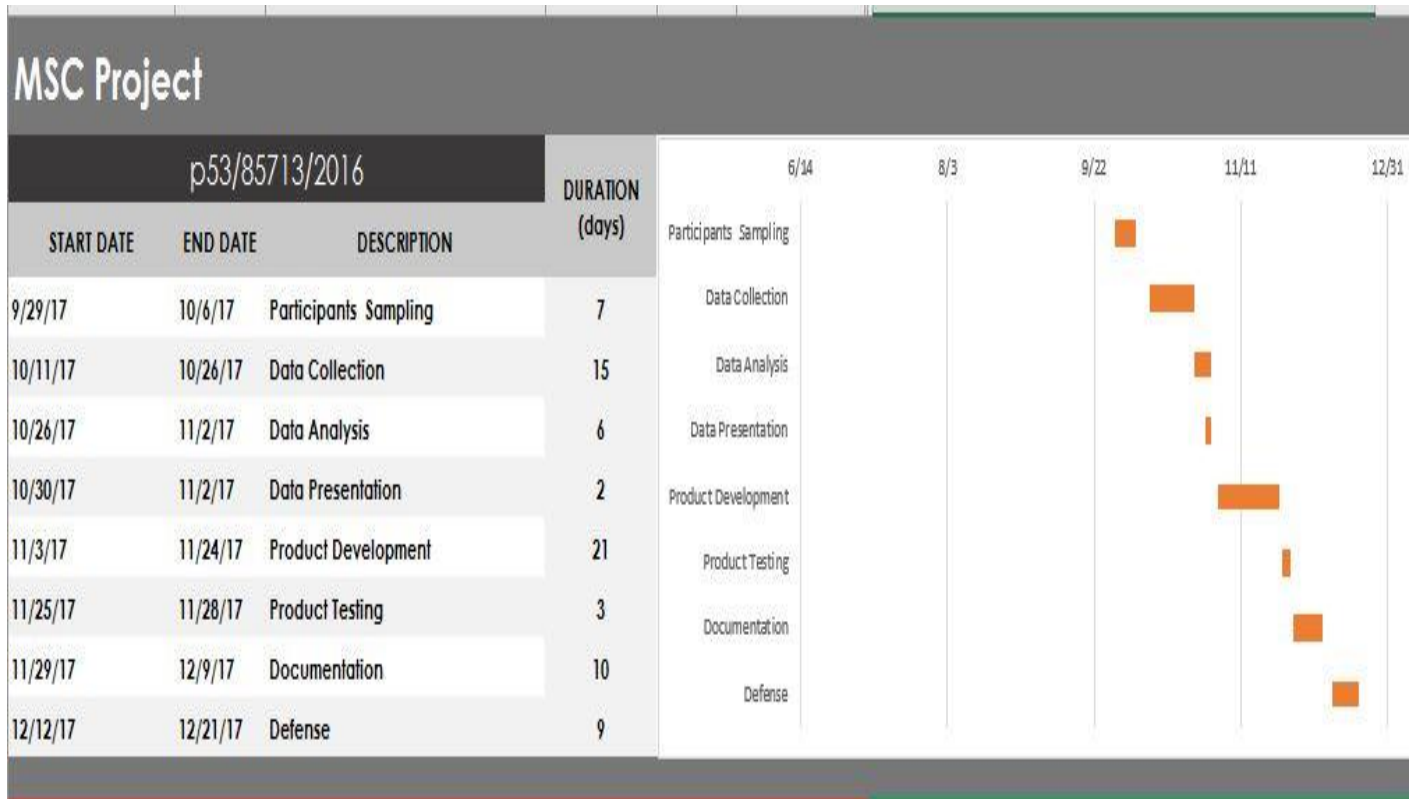 MSC Project
p53/85713/2016
DURATION
(days)
START DATE END DATE DESCRIPTION
9/29/17 10/6/17 Participants Sampling 7
10/11/17 10/26/17 Data Collection 15
10/26/17 11/2/17 Data Analysis 6
10/30/17 11/2/17 Data Presentation 2
11/3/17 11/24/17 Product Development 21
11/25/17 11/28/17 Product Testing 3
11/29/17 12/9/17 Documentation 10
12/12/17 12/21/17 Defense 9
6/14 8/3 9/22 11/11 12/31
Participants Sampling
Data Collection
Data Analysis
Data Presentation
Product Development
Product Testing
Documentation
Defense